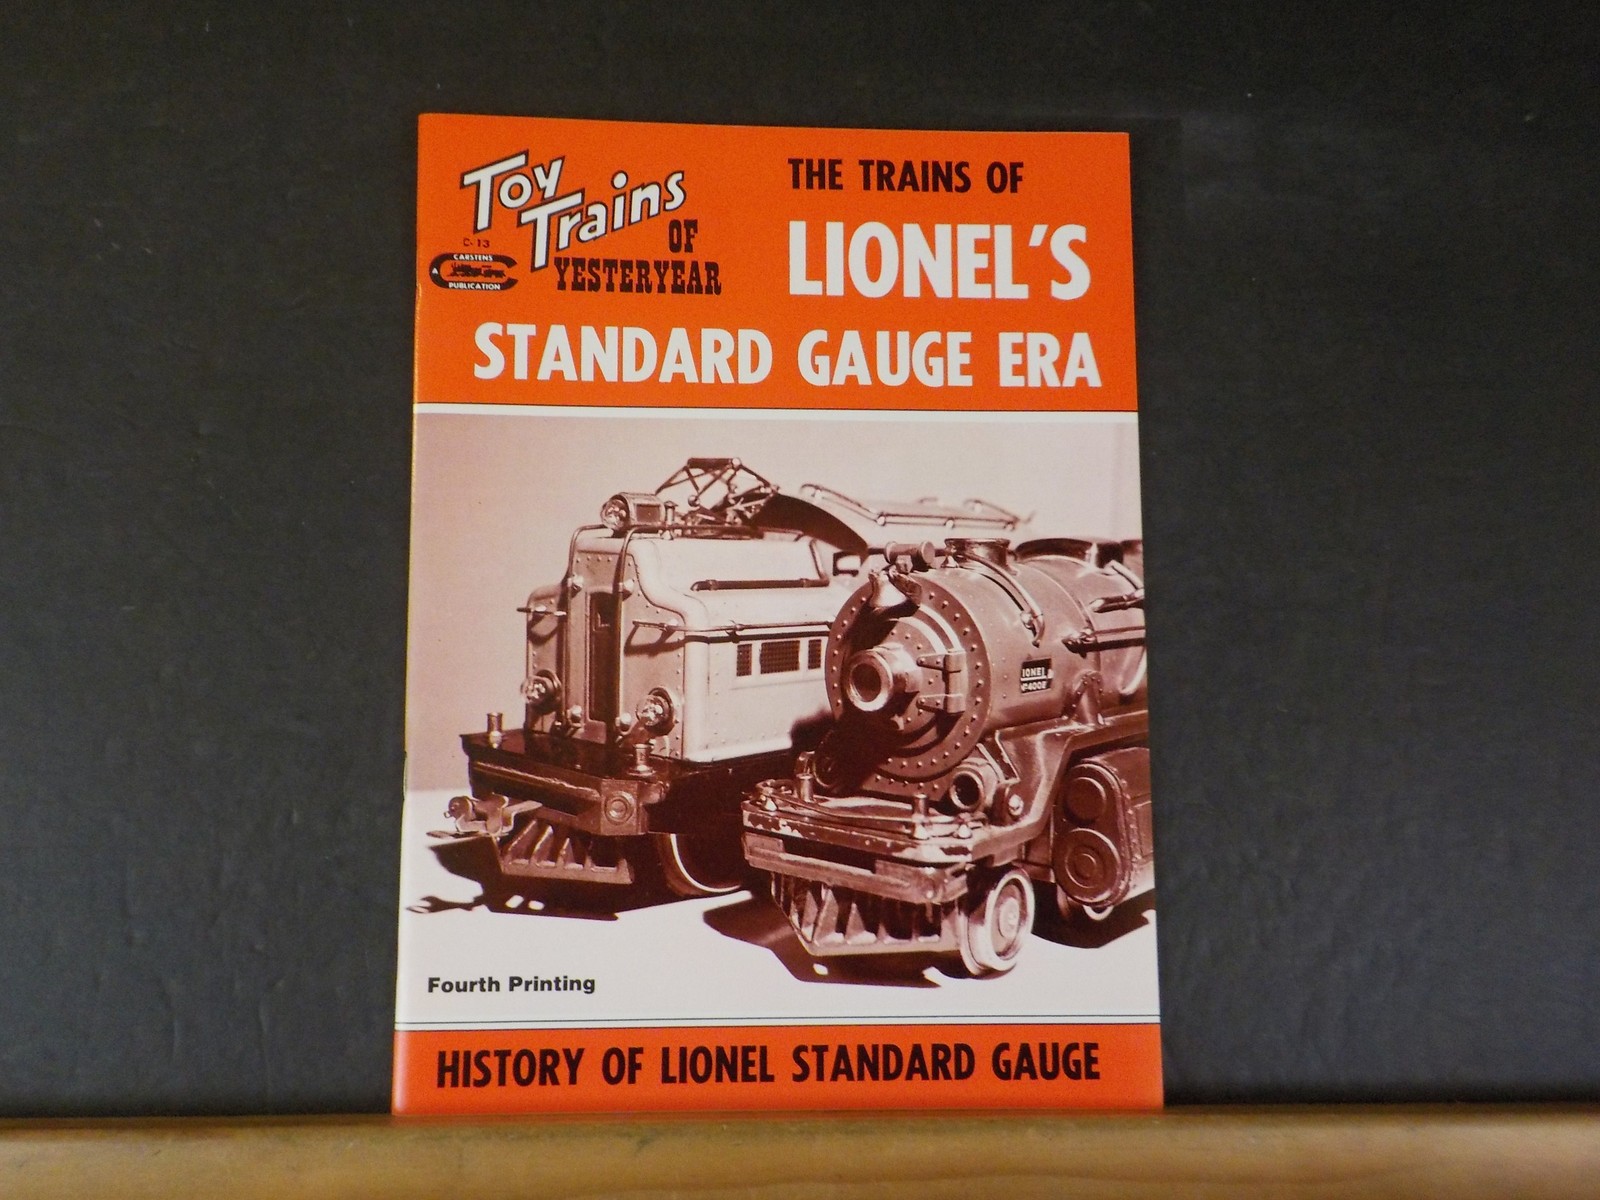 Toy
Trains
OF
YESTERYEAR
C-13
CARSTENS
A
PUBLICATION
THE TRAINS OF
LIONEL'S
STANDARD GAUGE ERA
IONEL
400E
Fourth Printing
HISTORY OF LIONEL STANDARD GAUGE